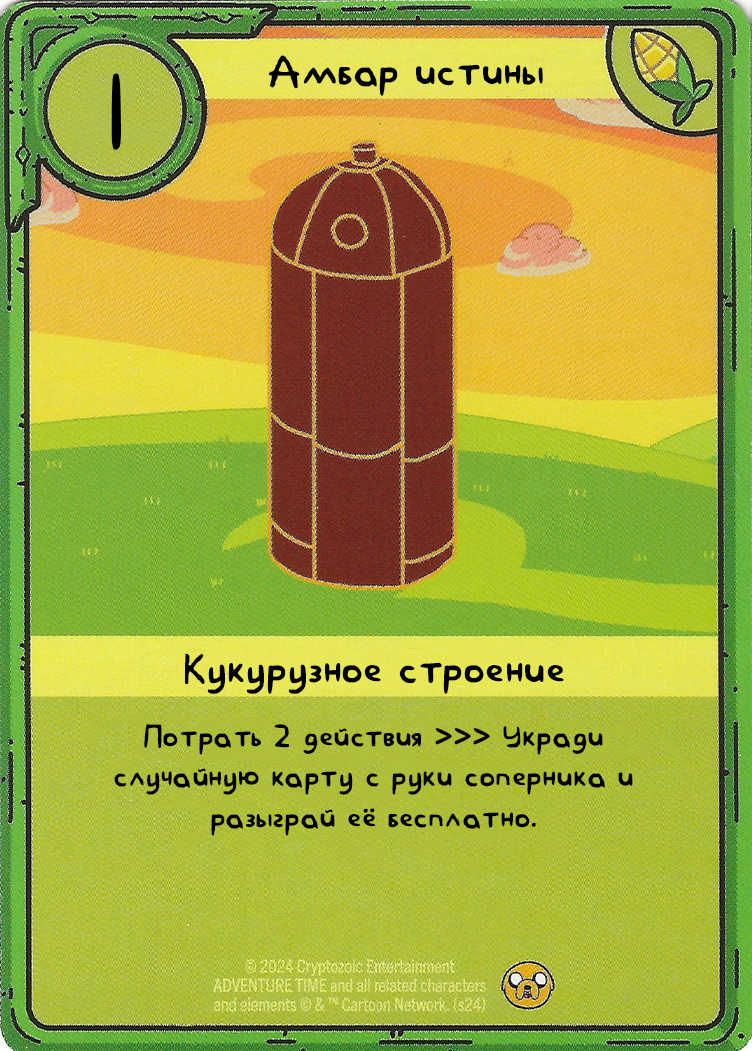 1
Амбар истины
Кукурузное строение
Потрать 2 действия >>> Укради
случайную карту с руки соперника и
разыграй её бесплатно.
© 2024 Cryptozoic Entertainment
ADVENTURE TIME and all related characters
and elements © & ™ Cartoon Network. (s24)